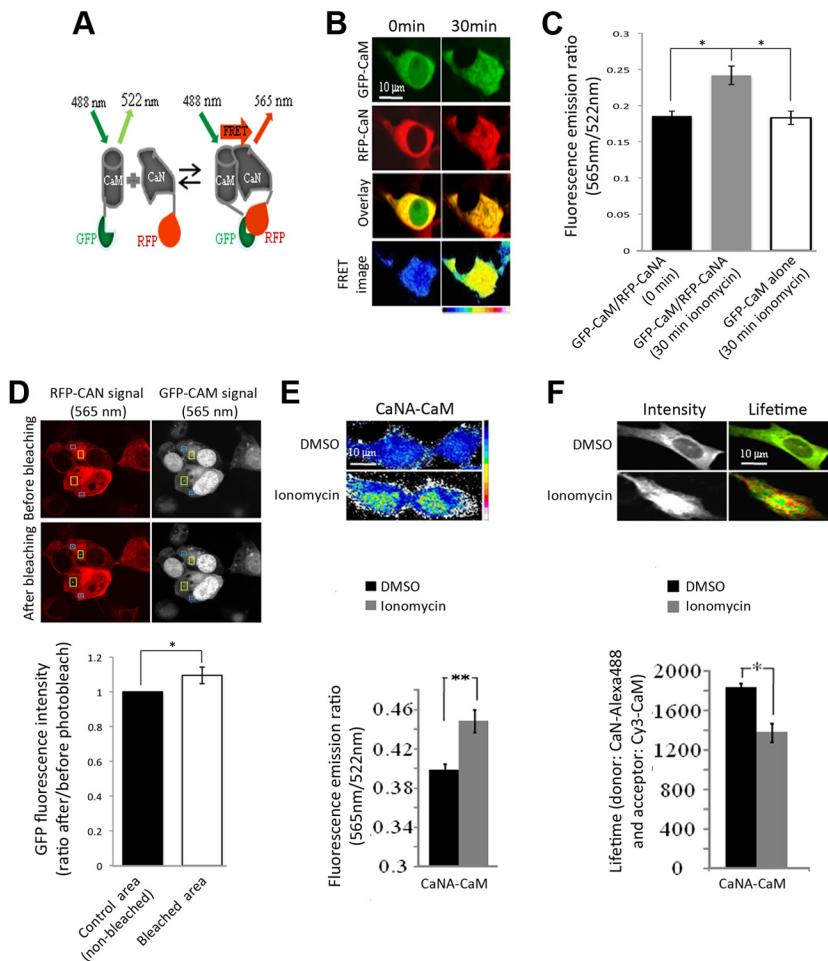 A
488 nm
522 nm
488 nm
565 nm
FRET
CaM
CaN
CaM
CaN
GFP
RFP
GFP
RFP
B
0min
30min
GFP-CaM
10 μm
RFP-CaN
Overlay
FRET
image
C
Fluorescence emission ratio
(565nm/522nm)
0.3
0.25
0.2
0.15
0.1
0.05
0
*
*
GFP-CaM/RFP-CaNA
(0 min)
GFP-CaM/RFP-CaNA
(30 min ionomycin)
GFP-CaM alone
(30 min ionomycin)
D
RFP-CAN signal
(565 nm)
GFP-CAM signal
(565 nm)
Before bleaching
After bleaching
GFP fluorescence intensity
(ratio after/before photobleach)
1.2
1
0.8
0.6
0.4
0.2
0
*
Control area
(non-bleached)
Bleached area
E
CaNA-CaM
DMSO
10 μm
Ionomycin
DMSO
Ionomycin
Fluorescence emission ratio
(565nm/522nm)
0.46
0.42
0.38
0.34
0.3
**
CaNA-CaM
F
Intensity
Lifetime
DMSO
10 μm
Ionomycin
DMSO
Ionomycin
Lifetime (donor: CaN-Alexa488
and acceptor: Cy3-CaM)
2000
1600
1200
800
400
0
*
CaNA-CaM